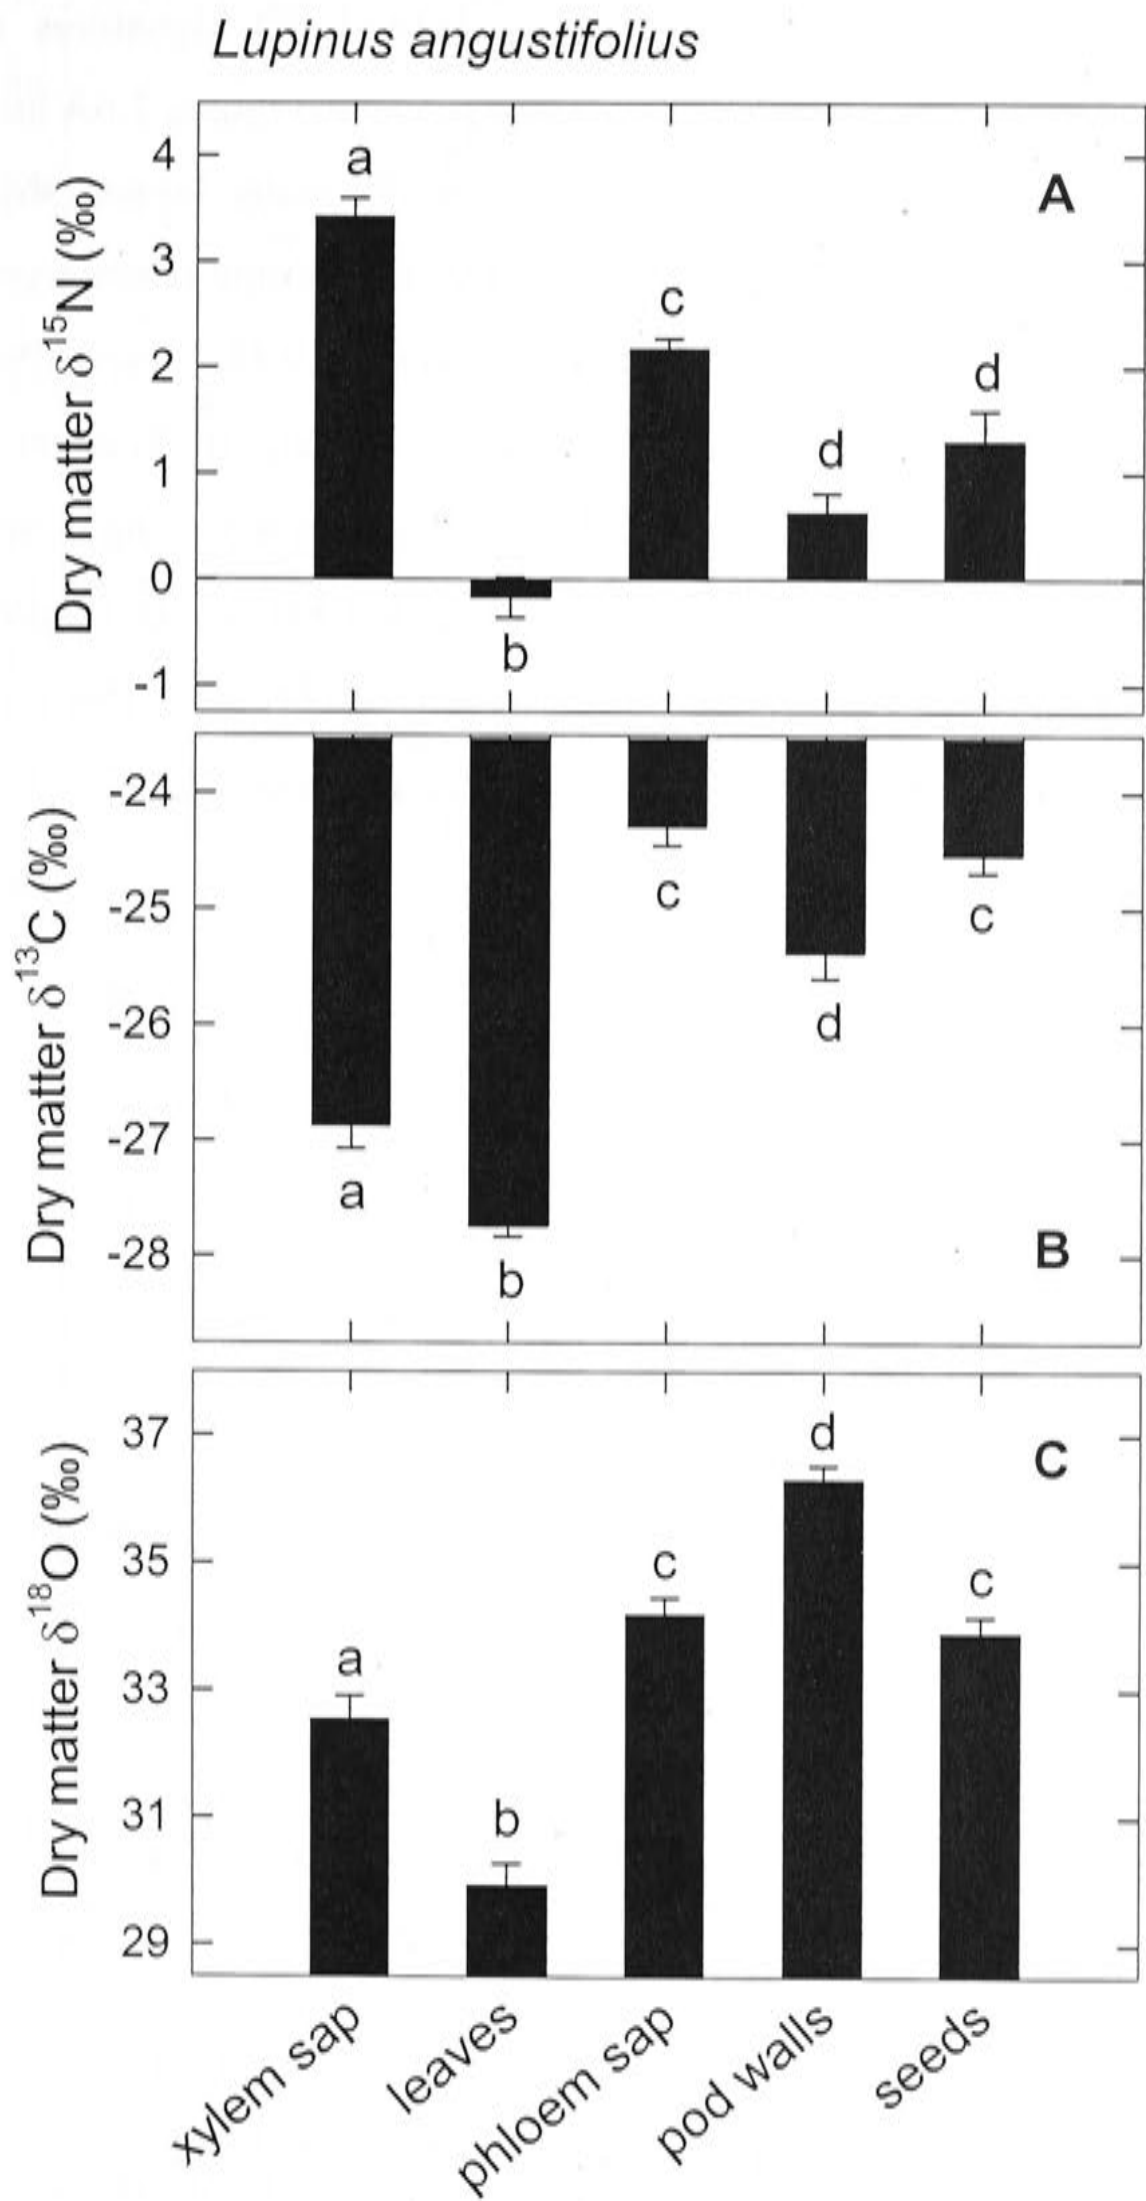 Lupinus angustifolius
A
Dry matter δ¹⁵N (‰)
4
3
2
1
0
-1
a
b
c
d
d
B
Dry matter δ¹³C (‰)
-24
-25
-26
-27
-28
a
b
c
d
c
C
Dry matter δ¹⁸O (‰)
37
35
33
31
29
a
b
c
d
c
xylem sap
leaves
phloem sap
pod walls
seeds